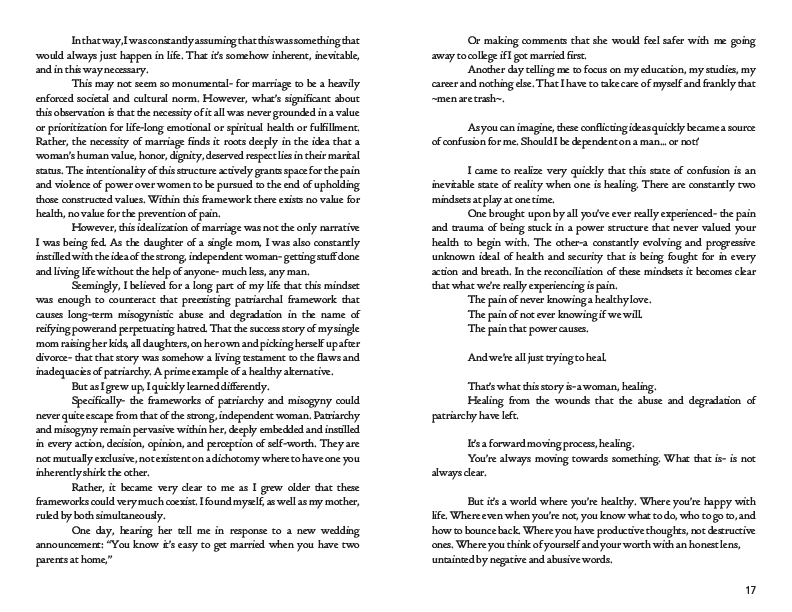 In that way, I was constantly assuming that this was something that
would always just happen in life. That it's somehow inherent, inevitable,
and in this way necessary.
This may not seem so monumental- for marriage to be a heavily
enforced societal and cultural norm. However, what's significant about
this observation is that the necessity of it all was never grounded in a value
or prioritization for life-long emotional or spiritual health or fulfillment.
Rather, the necessity of marriage finds it roots deeply in the idea that a
woman's human value, honor, dignity, deserved respect lies in their marital
status. The intentionality of this structure actively grants space for the pain
and violence of power over women to be pursued to the end of upholding
those constructed values. Within this framework there exists no value for
health, no value for the prevention of pain.
However, this idealization of marriage was not the only narrative
I was being fed. As the daughter of a single mom, I was also constantly
instilled with the idea of the strong, independent woman- getting stuff done
and living life without the help of anyone- much less, any man.
Seemingly, I believed for a long part of my life that this mindset
was enough to counteract that preexisting patriarchal framework that
causes long-term misogynistic abuse and degradation in the name of
reifying powerand perpetuating hatred. That the success story of my single
mom raising her kids, all daughters, on her own and picking herself up after
divorce- that that story was somehow a living testament to the flaws and
inadequacies of patriarchy. A prime example of a healthy alternative.
But as I grew up, I quickly learned differently.
Specifically- the frameworks of patriarchy and misogyny could
never quite escape from that of the strong, independent woman. Patriarchy
and misogyny remain pervasive within her, deeply embedded and instilled
in every action, decision, opinion, and perception of self-worth. They are
not mutually exclusive, not existent on a dichotomy where to have one you
inherently shirk the other.
Rather, it became very clear to me as I grew older that these
frameworks could very much coexist. I found myself, as well as my mother,
ruled by both simultaneously.
One day, hearing her tell me in response to a new wedding
announcement: "You know it's easy to get married when you have two
parents at home,"
Or making comments that she would feel safer with me going
away to college if I got married first.
Another day telling me to focus on my education, my studies, my
career and nothing else. That I have to take care of myself and frankly that
~men are trash~.
As you can imagine, these conflicting ideas quickly became a source
of confusion for me. Should I be dependent on a man... or not?
I came to realize very quickly that this state of confusion is an
inevitable state of reality when one is healing. There are constantly two
mindsets at play at one time.
One brought upon by all you've ever really experienced- the pain
and trauma of being stuck in a power structure that never valued your
health to begin with. The other-a constantly evolving and progressive
unknown ideal of health and security that is being fought for in every
action and breath. In the reconciliation of these mindsets it becomes clear
that what we're really experiencing is pain.
The pain of never knowing a healthy love.
The pain of not ever knowing if we will.
The pain that power causes.
And we're all just trying to heal.
That's what this story is- a woman, healing.
Healing from the wounds that the abuse and degradation of
patriarchy have left.
It's a forward moving process, healing.
You're always moving towards something. What that is- is not
always clear.
But it's a world where you're healthy. Where you're happy with
life. Where even when you're not, you know what to do, who to go to, and
how to bounce back. Where you have productive thoughts, not destructive
ones. Where you think of yourself and your worth with an honest lens,
untainted by negative and abusive words.
17